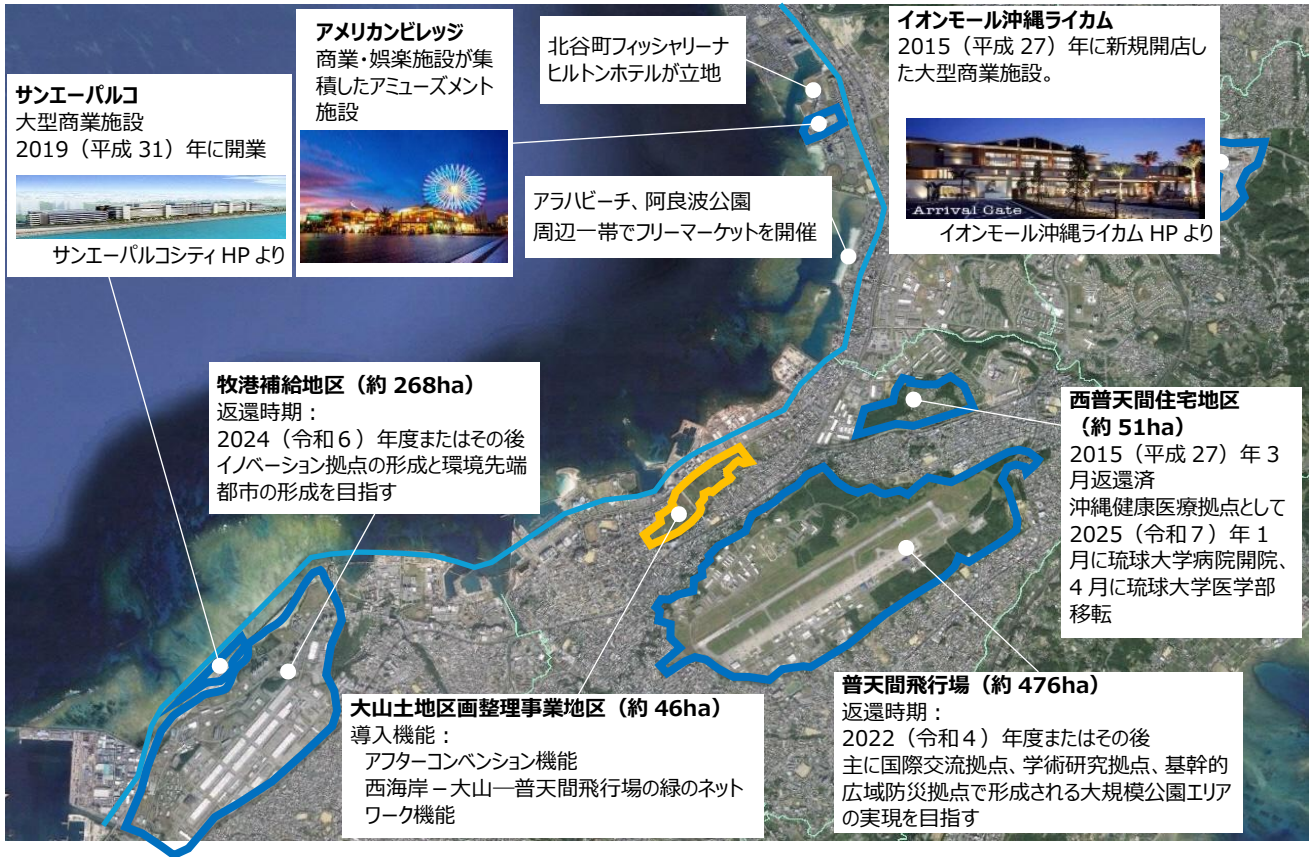 サンエーパルコ
大型商業施設
2019（平成 31）年に開業
サンエーパルコシティ HP より
アメリカンビレッジ
商業・娯楽施設が集
積したアミューズメント
施設
北谷町フィッシャリーナ
ヒルトンホテルが立地
アラハビーチ、阿良波公園
周辺一帯でフリーマーケットを開催
イオンモール沖縄ライカム
2015（平成 27）年に新規開店し
た大型商業施設。
Arrival Gate
イオンモール沖縄ライカム HP より
牧港補給地区（約 268ha）
返還時期：
2024（令和６）年度またはその後
イノベーション拠点の形成と環境先端
都市の形成を目指す
西普天間住宅地区
（約 51ha）
2015（平成 27）年 3
月返還済
沖縄健康医療拠点として
2025（令和７）年 1
月に琉球大学病院開院、
4 月に琉球大学医学部
移転
大山土地区画整理事業地区（約 46ha）
導入機能：
アフターコンベンション機能
西海岸－大山―普天間飛行場の緑のネット
ワーク機能
普天間飛行場（約 476ha）
返還時期：
2022（令和４）年度またはその後
主に国際交流拠点、学術研究拠点、基幹的
広域防災拠点で形成される大規模公園エリア
の実現を目指す